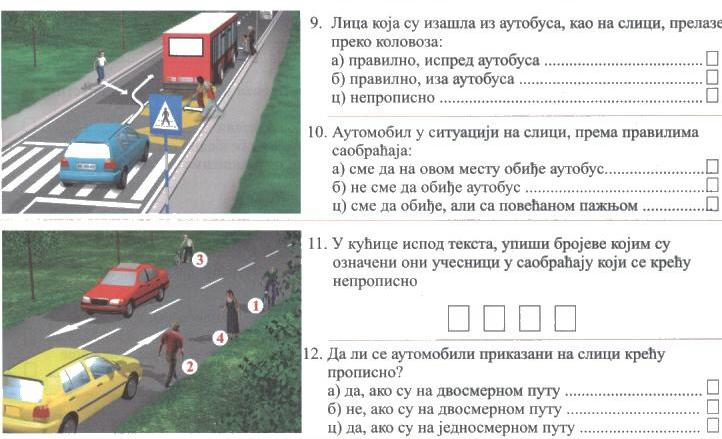 9. Лица која су изашла из аутобуса, као на слици, прелазе
преко коловоза:
а) правилно, испред аутобуса
б) правилно, иза аутобуса
ц) непрописно
10. Аутомобил у ситуацији на слици, према правилима
саобраћаја:
а) сме да на овом месту обиђе аутобус
б) не сме да обиђе аутобус
ц) сме да обиђе, али са повећаном пажњом
3
1
4
2
11. У кућице испод текста, упиши бројеве којим су
означени они учесници у саобраћају који се крећу
непрописно
12. Да ли се аутомобили приказани на слици крећу
прописно?
а) да, ако су на двосмерном путу
б) не, ако су на двосмерном путу
ц) да, ако су на једносмерном путу